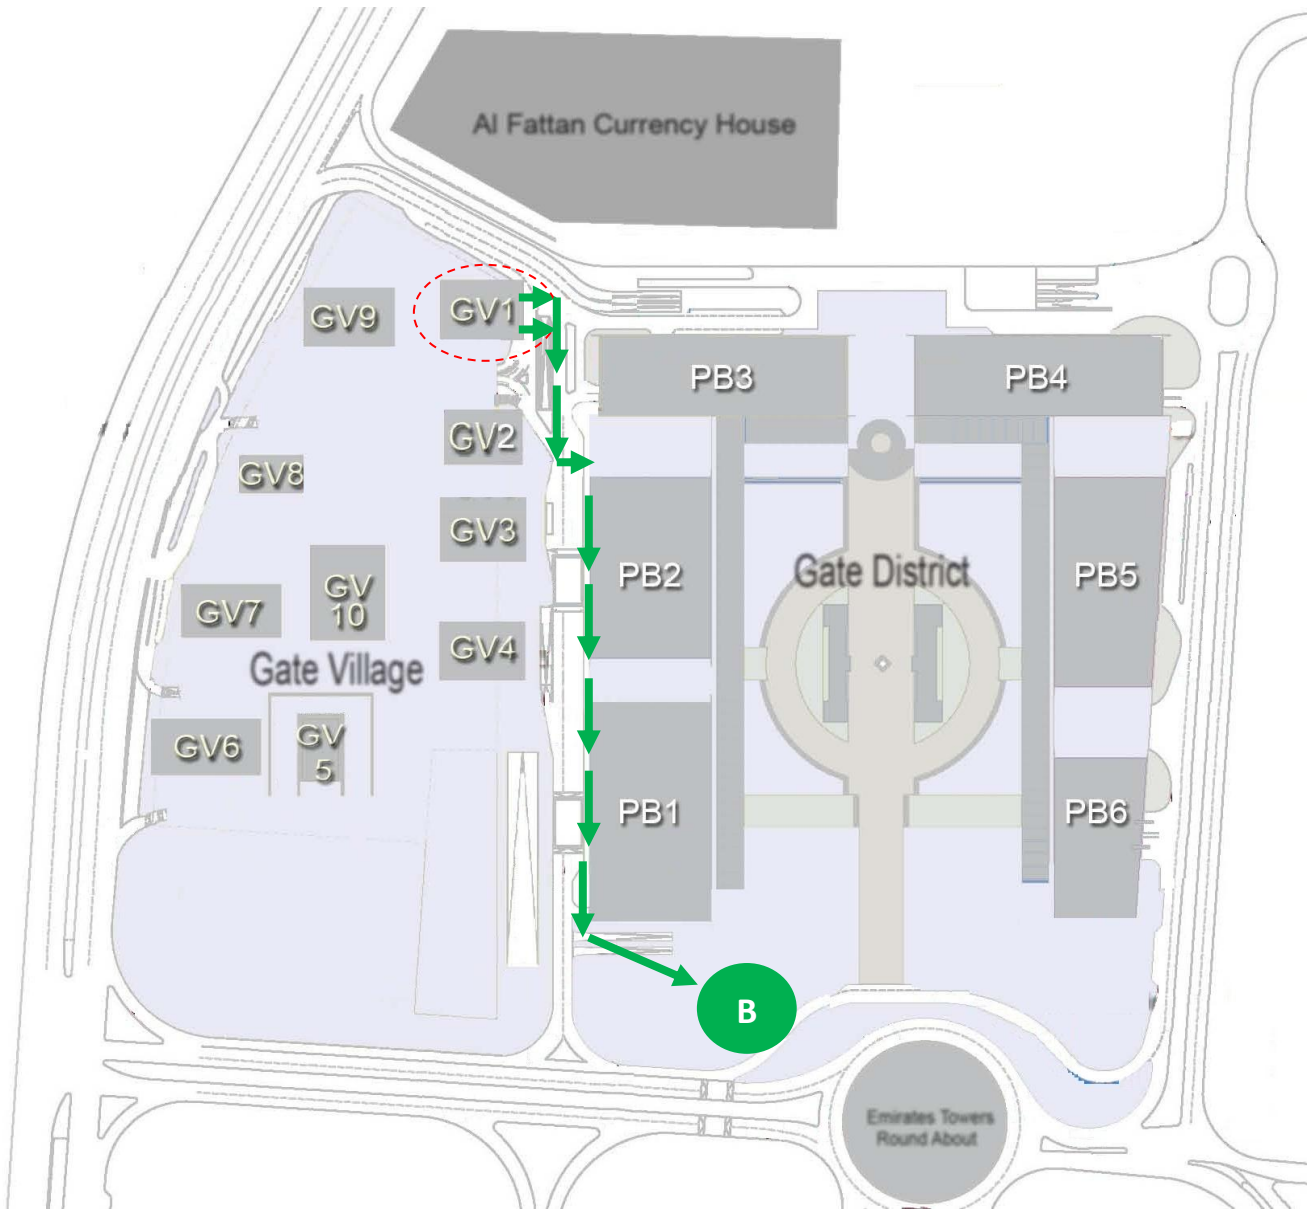 Al Fattan Currency House
GV9
GV1
PB3
PB4
GV2
GV8
GV3
PB2
Gate District
PB5
GV7
GV
10
GV4
Gate Village
GV6
GV
5
PB1
PB6
B
Emirates Towers
Round About